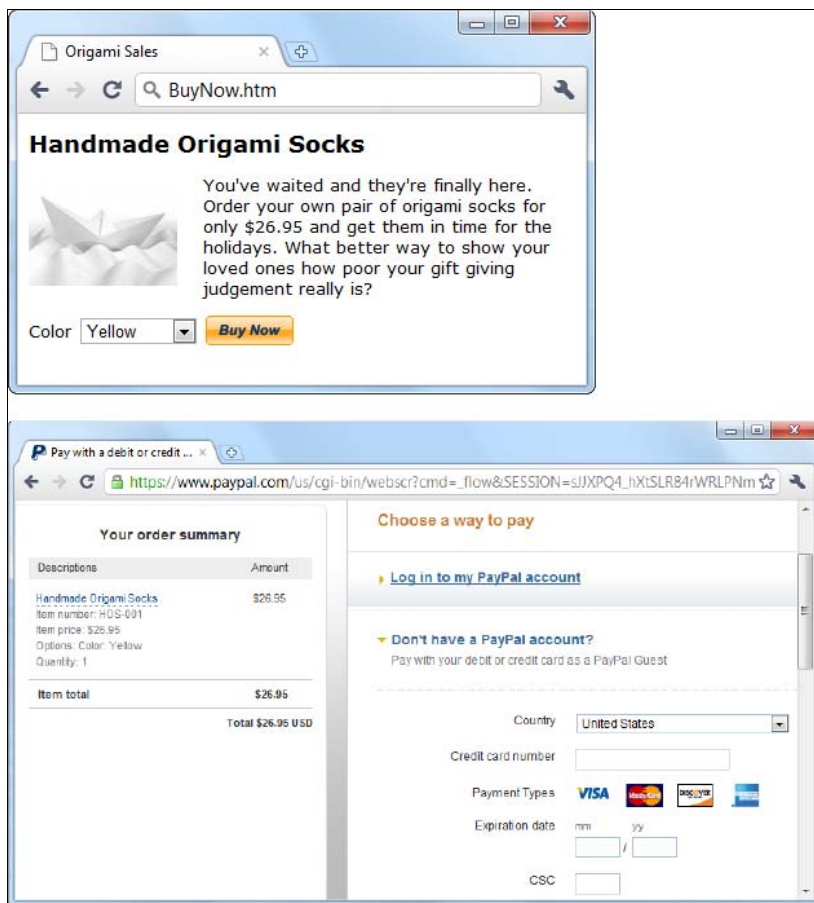 Origami Sales
BuyNow.htm
Handmade Origami Socks
You've waited and they're finally here.
Order your own pair of origami socks for
only $26.95 and get them in time for the
holidays. What better way to show your
loved ones how poor your gift giving
judgement really is?
Color Yellow Buy Now
Pay with a debit or credit ...
https://www.paypal.com/us/cgi-bin/webscr?cmd=_flow&SESSION=sJJXPQ4_hXtSLR84rWRLPNm
Your order summary
Descriptions Amount
Handmade Origami Socks $26.95
Item number: HOS-001
Item price: $26.95
Options: Color: Yellow
Quantity: 1
Item total $26.95
Total $26.95 USD
Choose a way to pay
Log in to my PayPal account
Don't have a PayPal account?
Pay with your debit or credit card as a PayPal Guest
Country United States
Credit card number
Payment Types VISA MasterCard DISCOVER
Expiration date mm yy
/
CSC